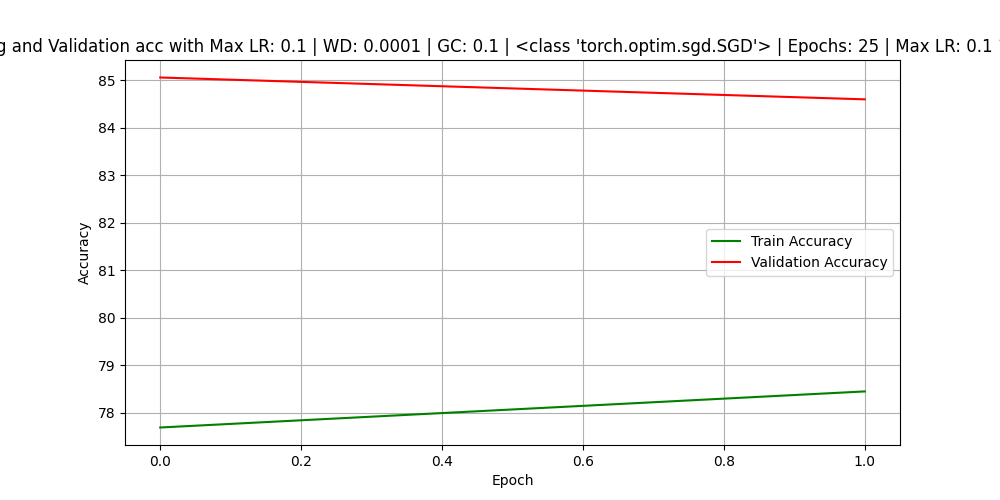 g and Validation acc with Max LR: 0.1 | WD: 0.0001 | GC: 0.1 | <class 'torch.optim.sgd.SGD'> | Epochs: 25 | Max LR: 0.1
85
84
83
82
81
80
79
78
Accuracy
Train Accuracy
Validation Accuracy
0.0 0.2 0.4 0.6 0.8 1.0
Epoch